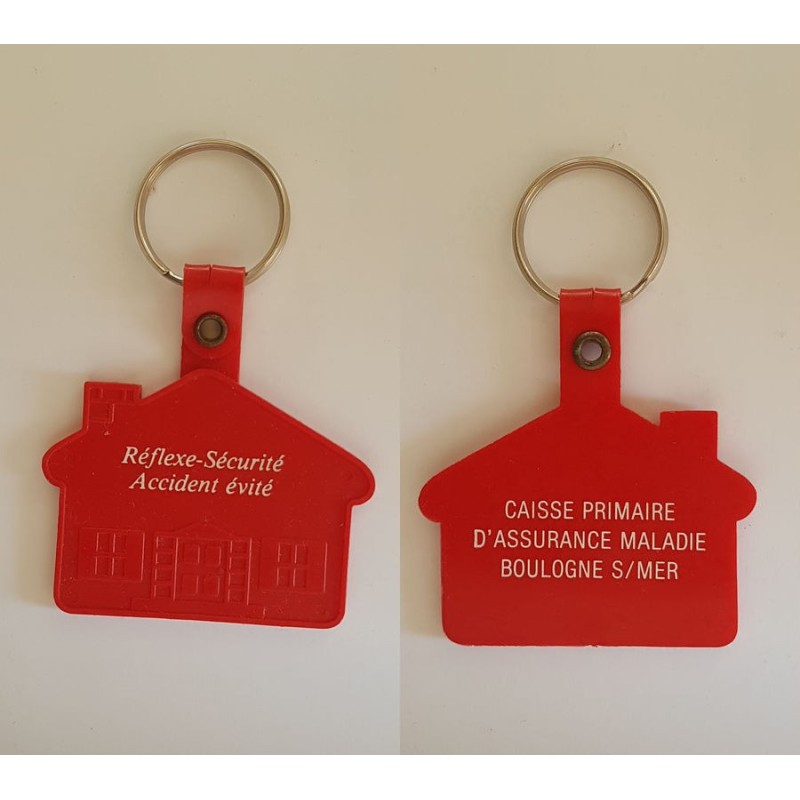 Réflexe-Sécurité
Accident évité
CAISSE PRIMAIRE
D'ASSURANCE MALADIE
BOULOGNE S/MER